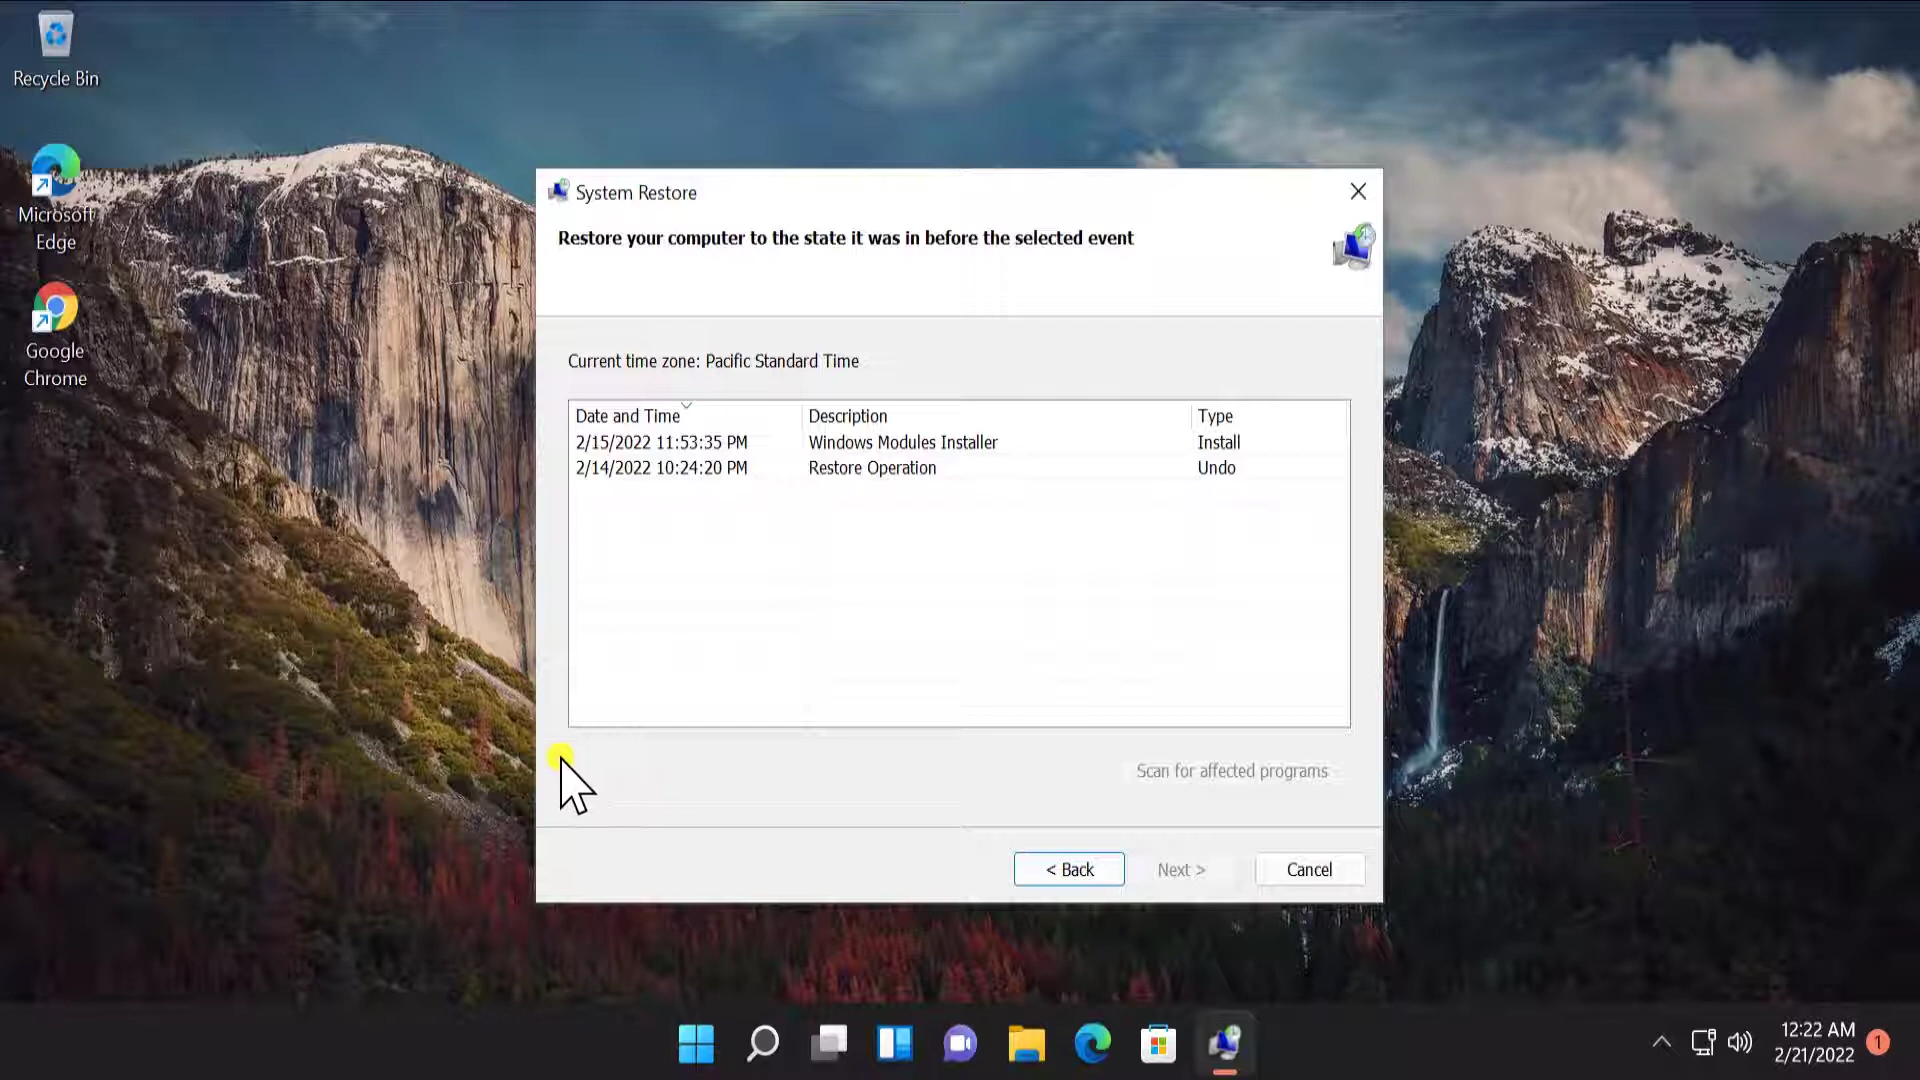 Recycle Bin
Microsoft
Edge
Google
Chrome
System Restore
Restore your computer to the state it was in before the selected event
Current time zone: Pacific Standard Time
Date and Time Description Type
2/15/2022 11:53:35 PM Windows Modules Installer Install
2/14/2022 10:24:20 PM Restore Operation Undo
Scan for affected programs
< Back Next > Cancel
12:22 AM
2/21/2022
1